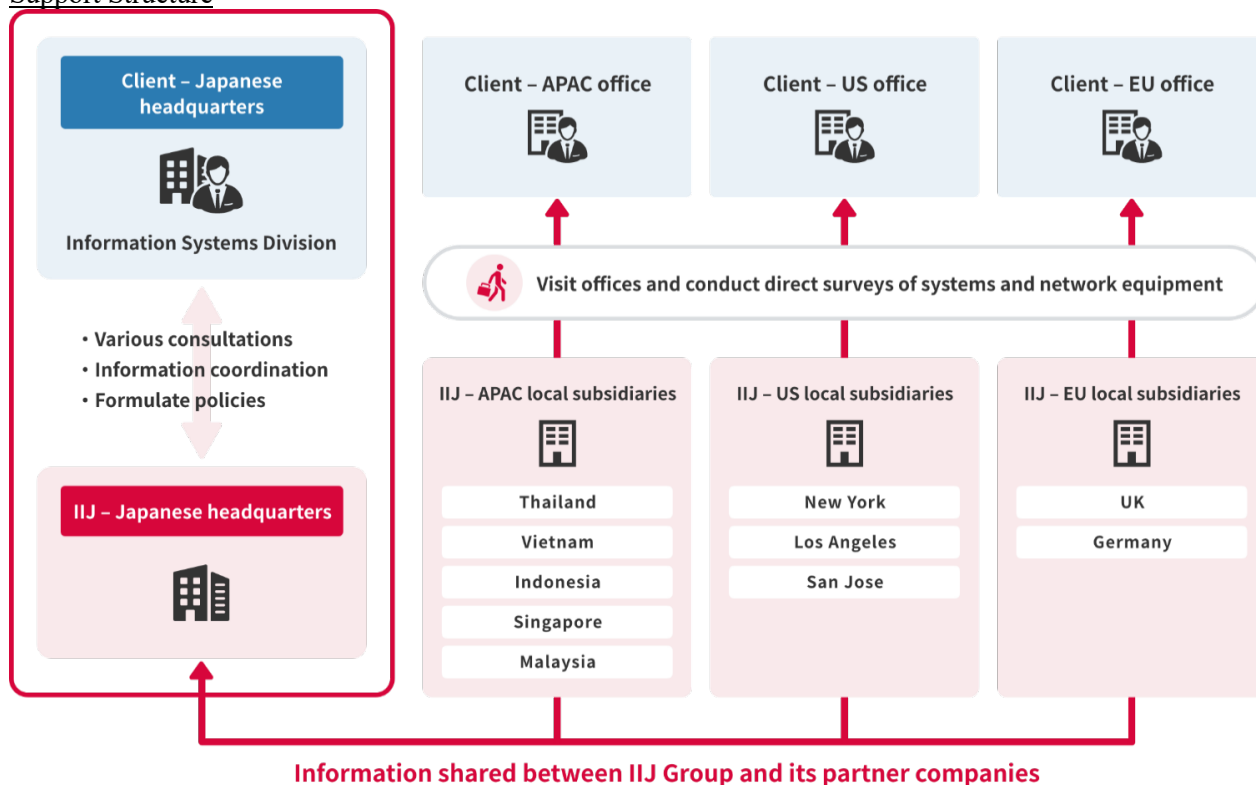 Support Structure
Client – Japanese
headquarters
Information Systems Division
・Various consultations
・Information coordination
・Formulate policies
IIJ – Japanese headquarters
Client – APAC office
Client – US office
Client – EU office
Visit offices and conduct direct surveys of systems and network equipment
IIJ – APAC local subsidiaries
Thailand
Vietnam
Indonesia
Singapore
Malaysia
IIJ – US local subsidiaries
New York
Los Angeles
San Jose
IIJ – EU local subsidiaries
UK
Germany
Information shared between IIJ Group and its partner companies